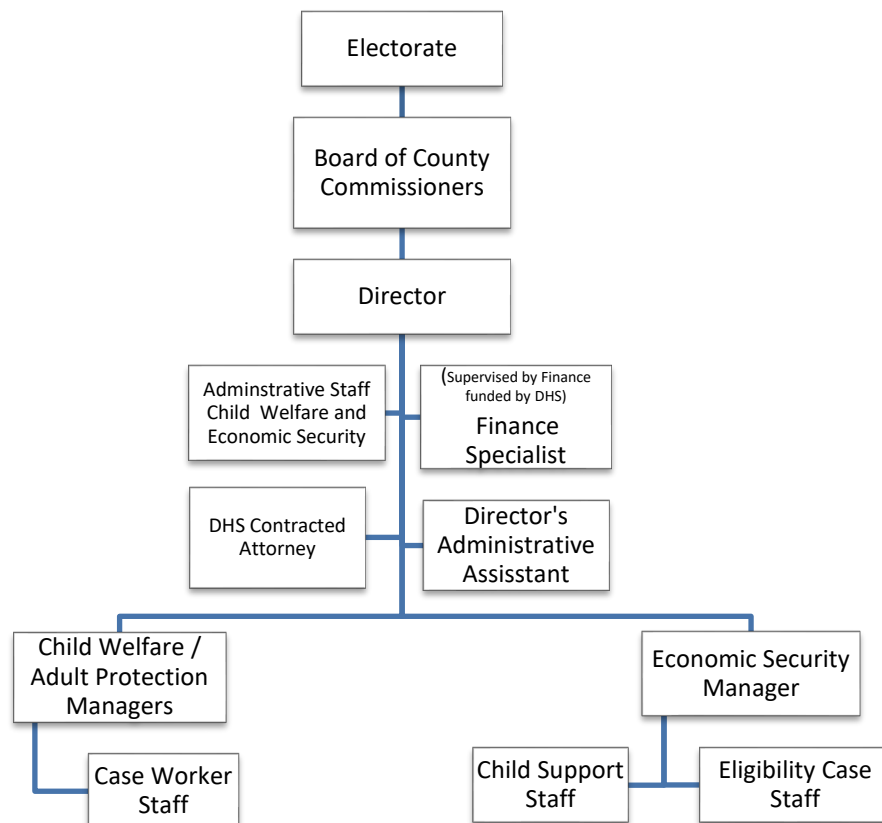 Electorate
Board of County
Commissioners
Director
Adminstrative Staff
Child Welfare and
Economic Security
(Supervised by Finance
funded by DHS)
Finance
Specialist
DHS Contracted
Attorney
Director's
Administrative
Assisstant
Child Welfare /
Adult Protection
Managers
Economic Security
Manager
Case Worker
Staff
Child Support
Staff
Eligibility Case
Staff